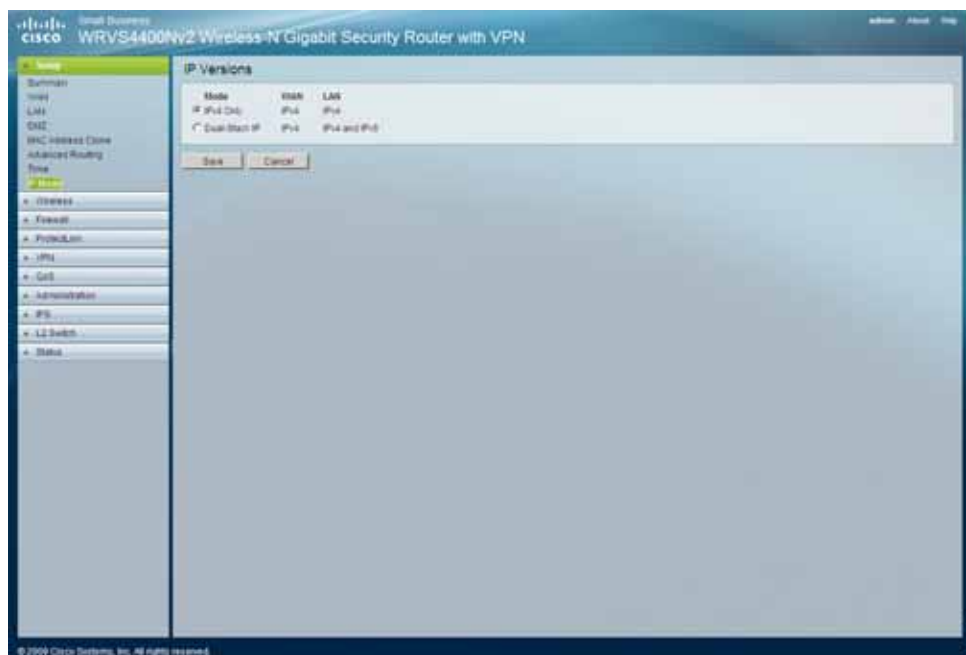 Small Business
cisco WRVS4400Nv2 Wireless-N Gigabit Security Router with VPN
admin About Help
Setup
Summary
WAN
LAN
DMZ
MAC Address Clone
Advanced Routing
Time
IP Mode
Wireless
Firewall
ProtectLink
VPN
QoS
Administration
IPS
L2 Switch
Status
IP Versions
Mode WAN LAN
IPv4 Only IPv4 IPv4
Dual-Stack IP IPv4 IPv4 and IPv6
Save Cancel
© 2009 Cisco Systems, Inc. All rights reserved.